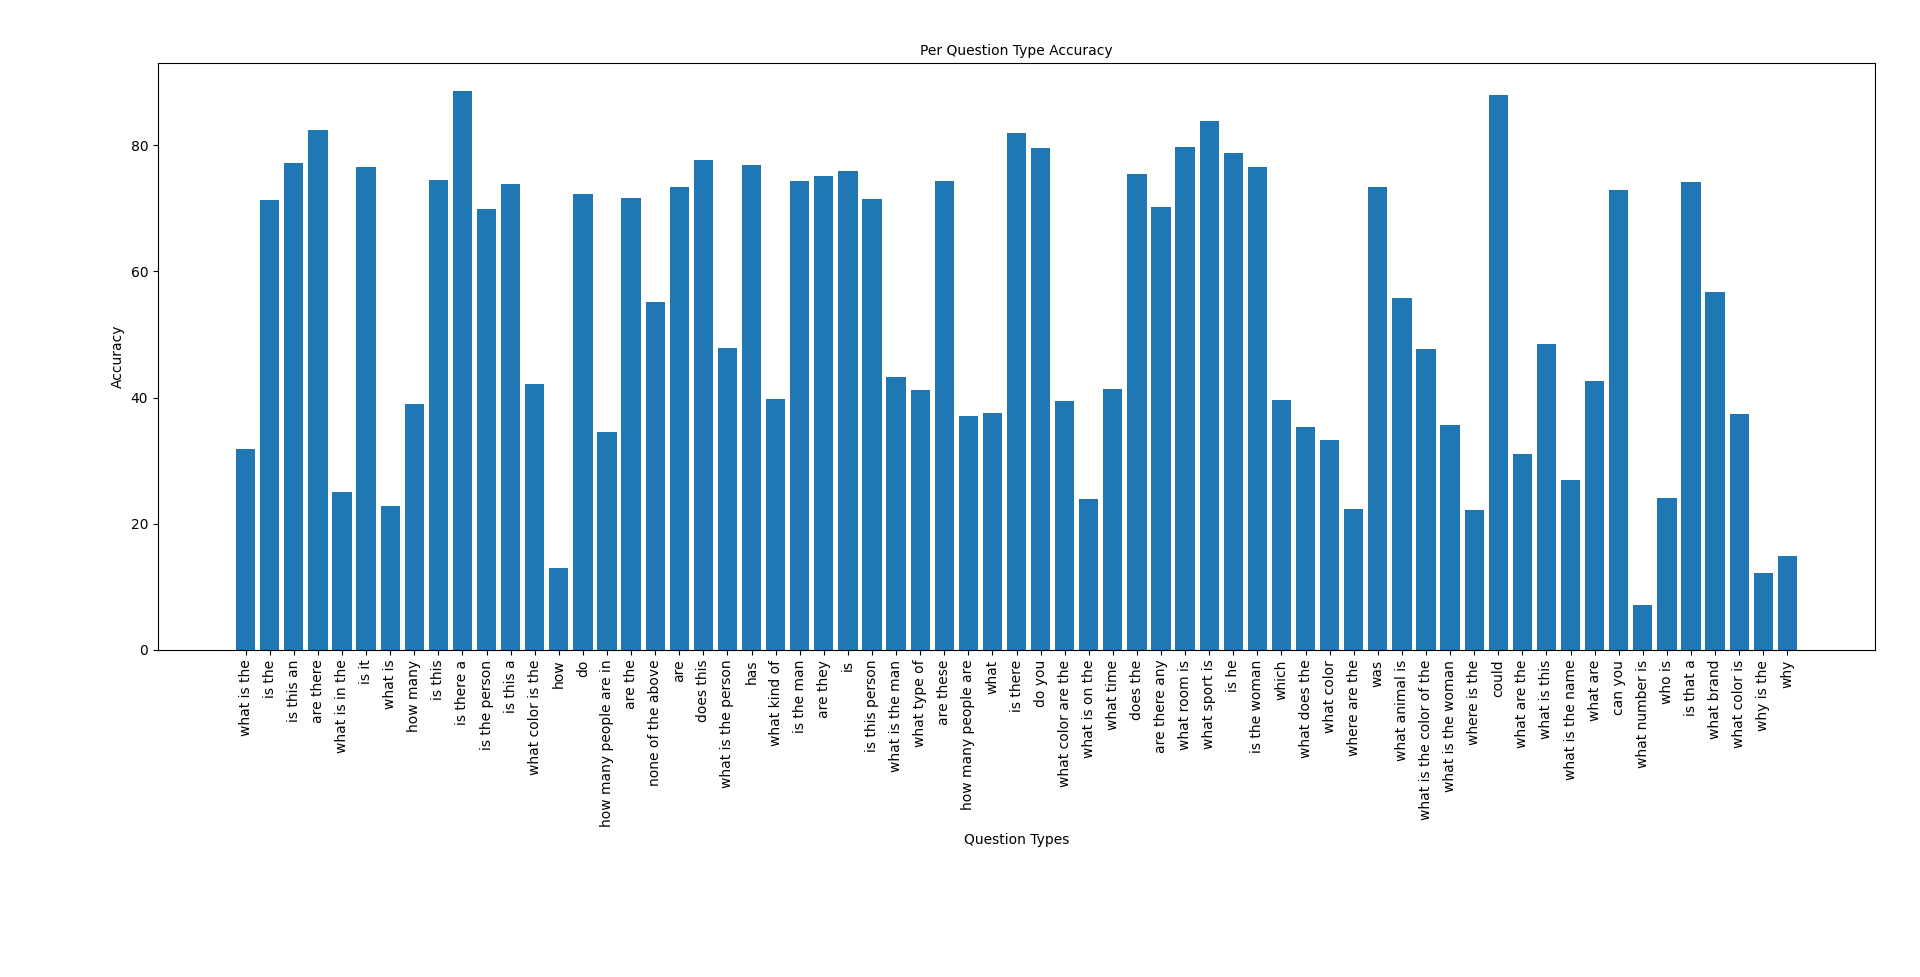 Per Question Type Accuracy
Accuracy
80
60
40
20
0
what is the
is the
is this an
are there
what is in the
is it
what is
how many
is this
is there a
is the person
is this a
what color is the
how
do
how many people are in
are the
none of the above
are
does this
what is the person
has
what kind of
is the man
are they
is
is this person
what is the man
what type of
are these
how many people are
what
is there
do you
what color are the
what is on the
what time
does the
are there any
what room is
what sport is
is he
is the woman
which
what does the
what color
where are the
was
what animal is
what is the color of the
what is the woman
where is the
could
what are the
what is this
what is the name
what are
can you
what number is
who is
is that a
what brand
what color is
why is the
why
Question Types